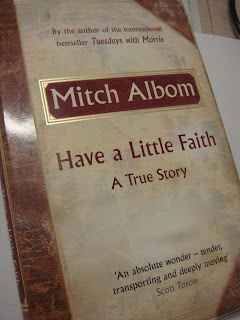 By the author of the international
bestseller Tuesdays with Morrie
Mitch Albom
Have a Little Faith
A True Story
'An absolute wonder – tender,
transporting and deeply moving'
Scott Turow